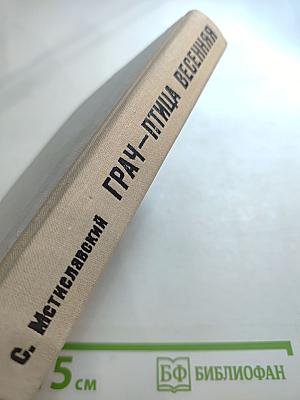 С. Мстиславский ГРАЧ—ПТИЦА ВЕСЕННЯЯ
5 см
БФ БИБЛИОФАН